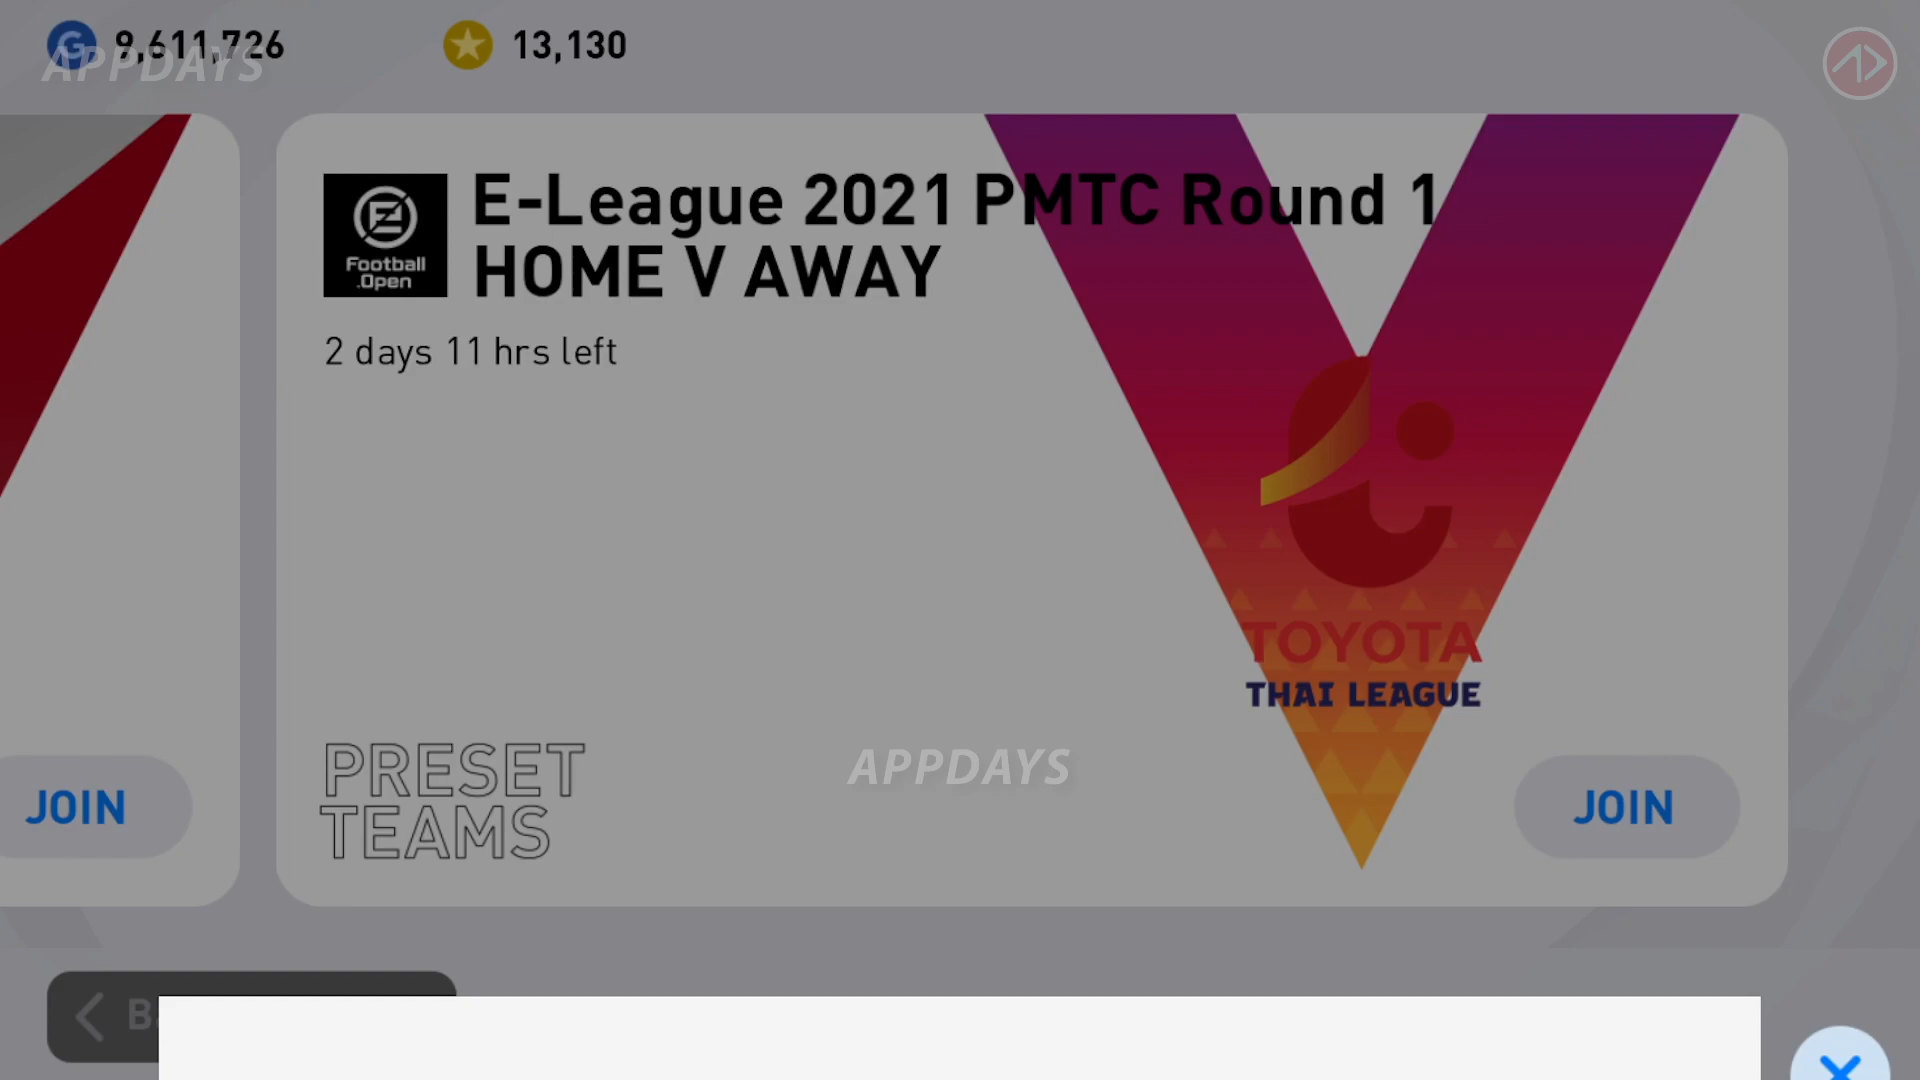 9,611,726
13,130
APPDAYS
E-League 2021 PMTC Round 1
HOME V AWAY
Football
.Open
2 days 11 hrs left
TOYOTA
THAI LEAGUE
PRESET
TEAMS
APPDAYS
JOIN
JOIN